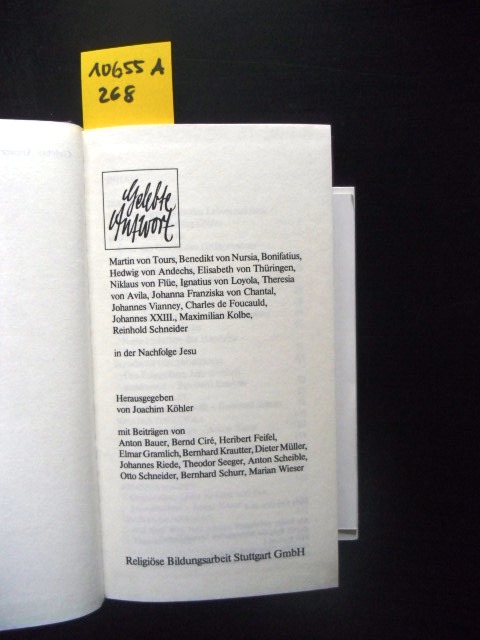 10655 A
268
Gelebte
Antwort
Martin von Tours, Benedikt von Nursia, Bonifatius,
Hedwig von Andechs, Elisabeth von Thüringen,
Niklaus von Flüe, Ignatius von Loyola, Theresia
von Avila, Johanna Franziska von Chantal,
Johannes Vianney, Charles de Foucauld,
Johannes XXIII., Maximilian Kolbe,
Reinhold Schneider
in der Nachfolge Jesu
Herausgegeben
von Joachim Köhler
mit Beiträgen von
Anton Bauer, Bernd Ciré, Heribert Feifel,
Elmar Gramlich, Bernhard Krautter, Dieter Müller,
Johannes Riede, Theodor Seeger, Anton Scheible,
Otto Schneider, Bernhard Schurr, Marian Wieser
Religiöse Bildungsarbeit Stuttgart GmbH